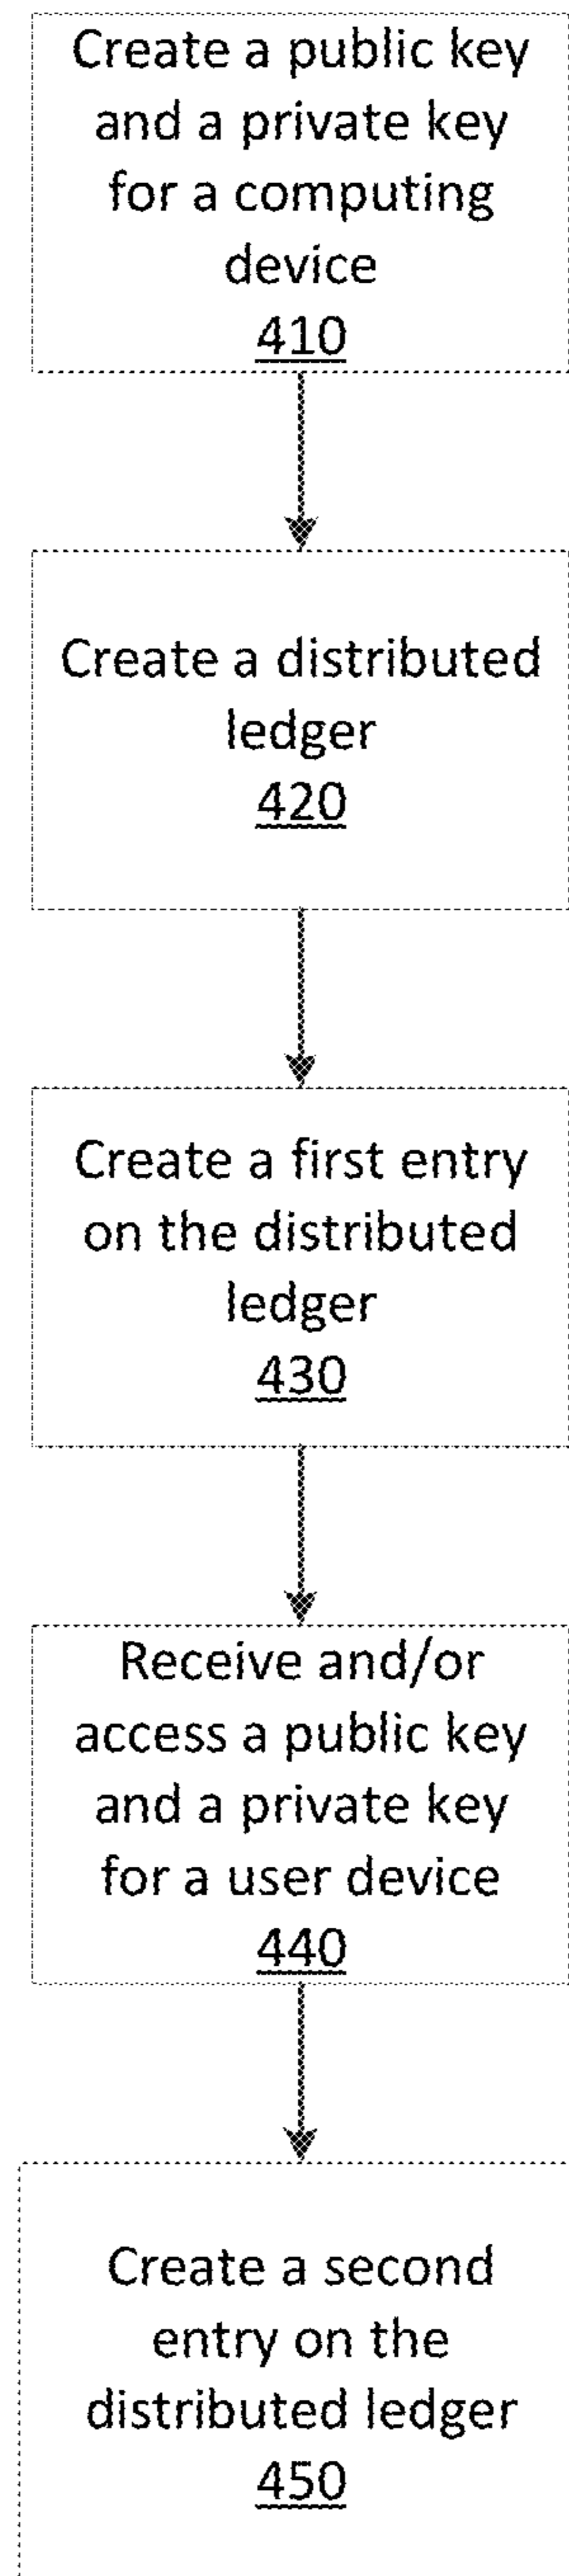 Create a public key
and a private key
for a computing
device
410
Create a distributed
ledger
420
Create a first entry
on the distributed
ledger
430
Receive and/or
access a public key
and a private key
for a user device
440
Create a second
entry on the
distributed ledger
450